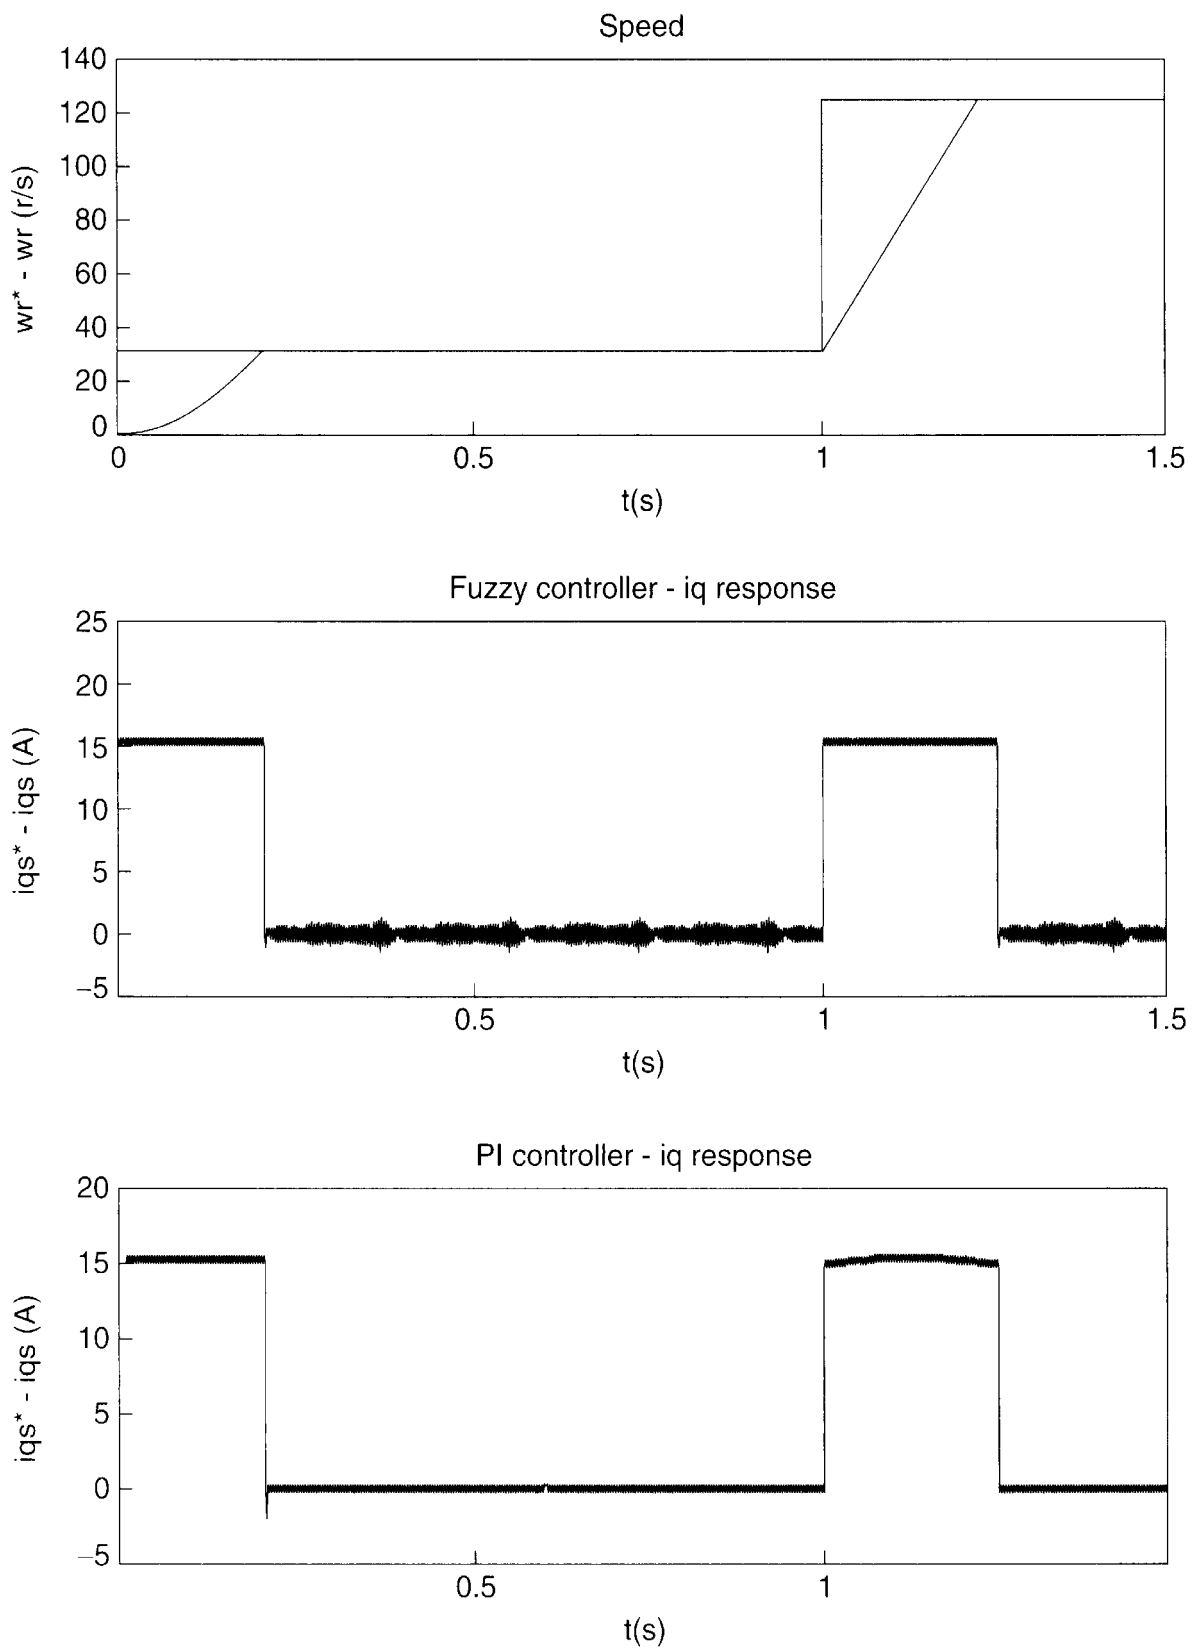 Speed
140
120
100
80
60
40
20
0
wr* - wr (r/s)
0 0.5 1 1.5
t(s)
Fuzzy controller - iq response
25
20
15
10
5
0
−5
iqs* - iqs (A)
0.5 1 1.5
t(s)
PI controller - iq response
20
15
10
5
0
−5
iqs* - iqs (A)
0.5 1
t(s)